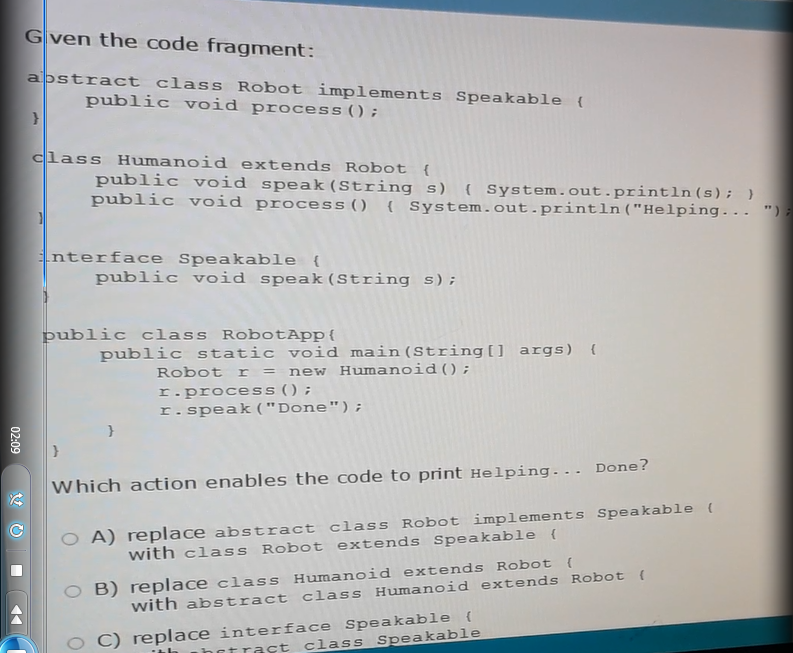 Given the code fragment:
abstract class Robot implements Speakable {
public void process();
}
class Humanoid extends Robot {
public void speak(String s) { System.out.println(s); }
public void process() { System.out.println("Helping... ");
}
interface Speakable {
public void speak(String s);
}
public class RobotApp{
public static void main(String[] args) {
Robot r = new Humanoid();
r.process();
r.speak("Done");
}
}
Which action enables the code to print Helping... Done?
A) replace abstract class Robot implements Speakable {
with class Robot extends Speakable {
B) replace class Humanoid extends Robot {
with abstract class Humanoid extends Robot {
C) replace interface Speakable {
with abstract class Speakable
02:09